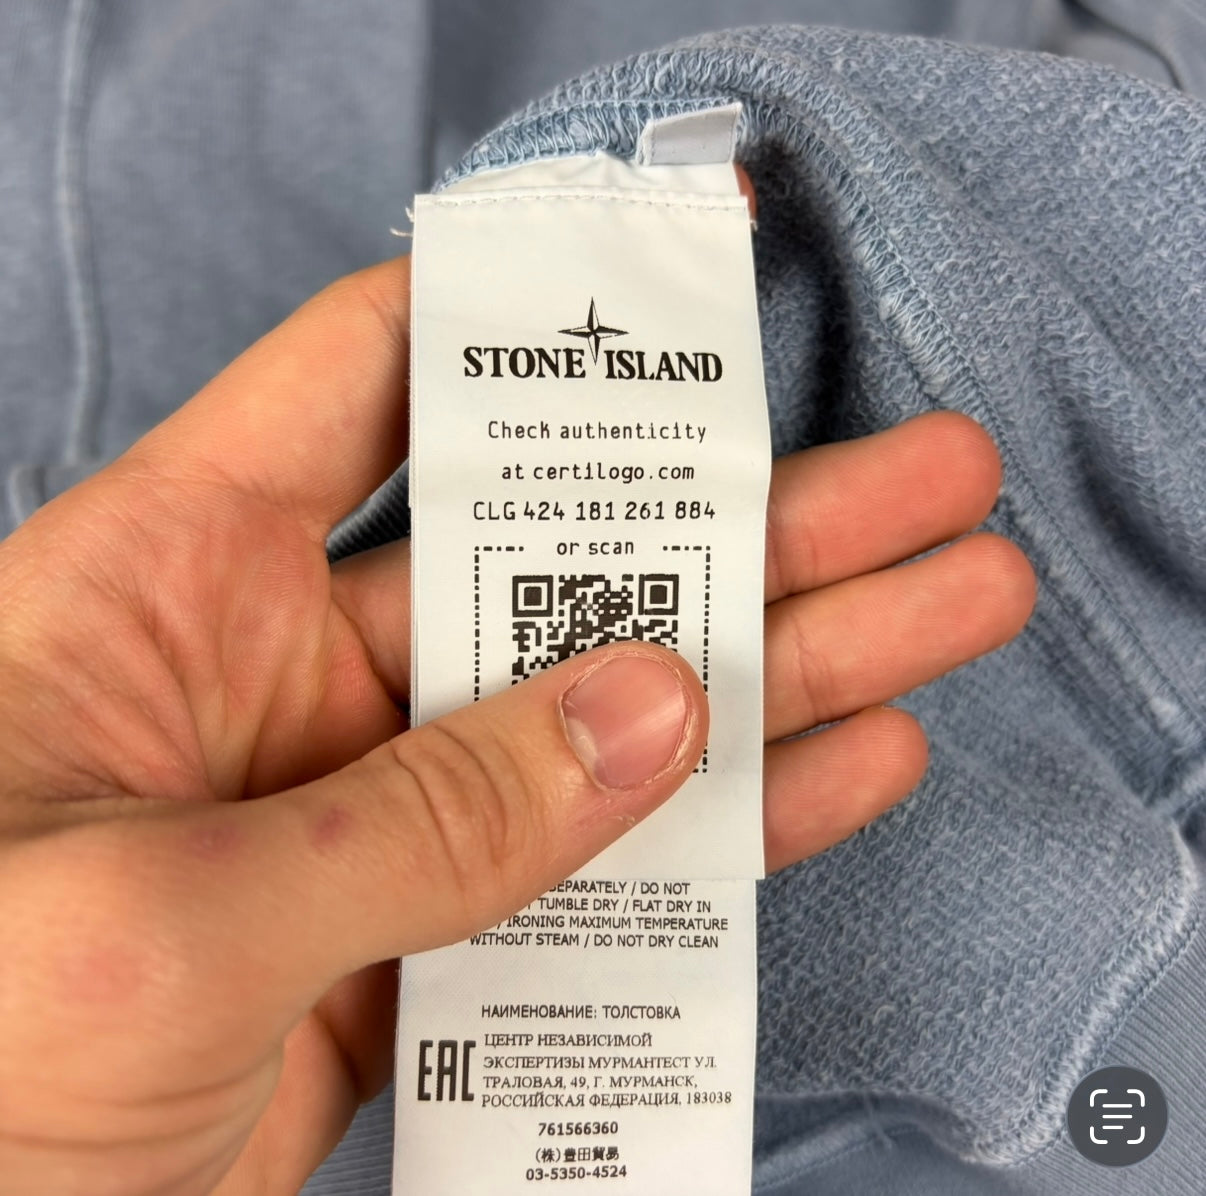 STONE ISLAND
Check authenticity
at certilogo.com
CLG 424 181 261 884
or scan
SEPARATELY / DO NOT
TUMBLE DRY / FLAT DRY IN
/ IRONING MAXIMUM TEMPERATURE
WITHOUT STEAM / DO NOT DRY CLEAN
НАИМЕНОВАНИЕ: ТОЛСТОВКА
EAC
ЦЕНТР НЕЗАВИСИМОЙ
ЭКСПЕРТИЗЫ МУРМАНТЕСТ УЛ.
ТРАЛОВАЯ, 49, Г. МУРМАНСК,
РОССИЙСКАЯ ФЕДЕРАЦИЯ, 183038
761566360
(株)豊田貿易
03-5350-4524